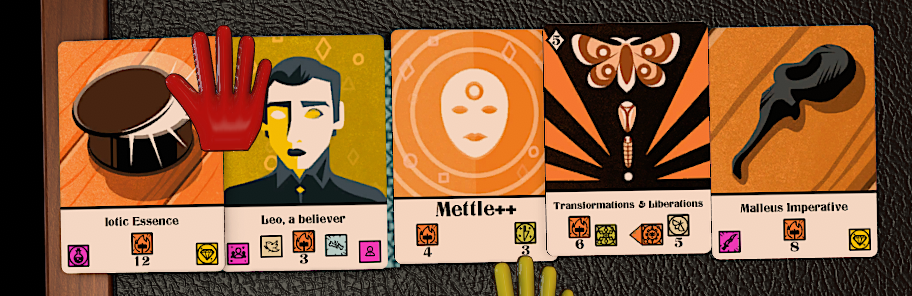 5
Iotic Essence
12
Leo, a believer
3
Mettle++
4
3
Transformations & Liberations
6
5
Malleus Imperative
8